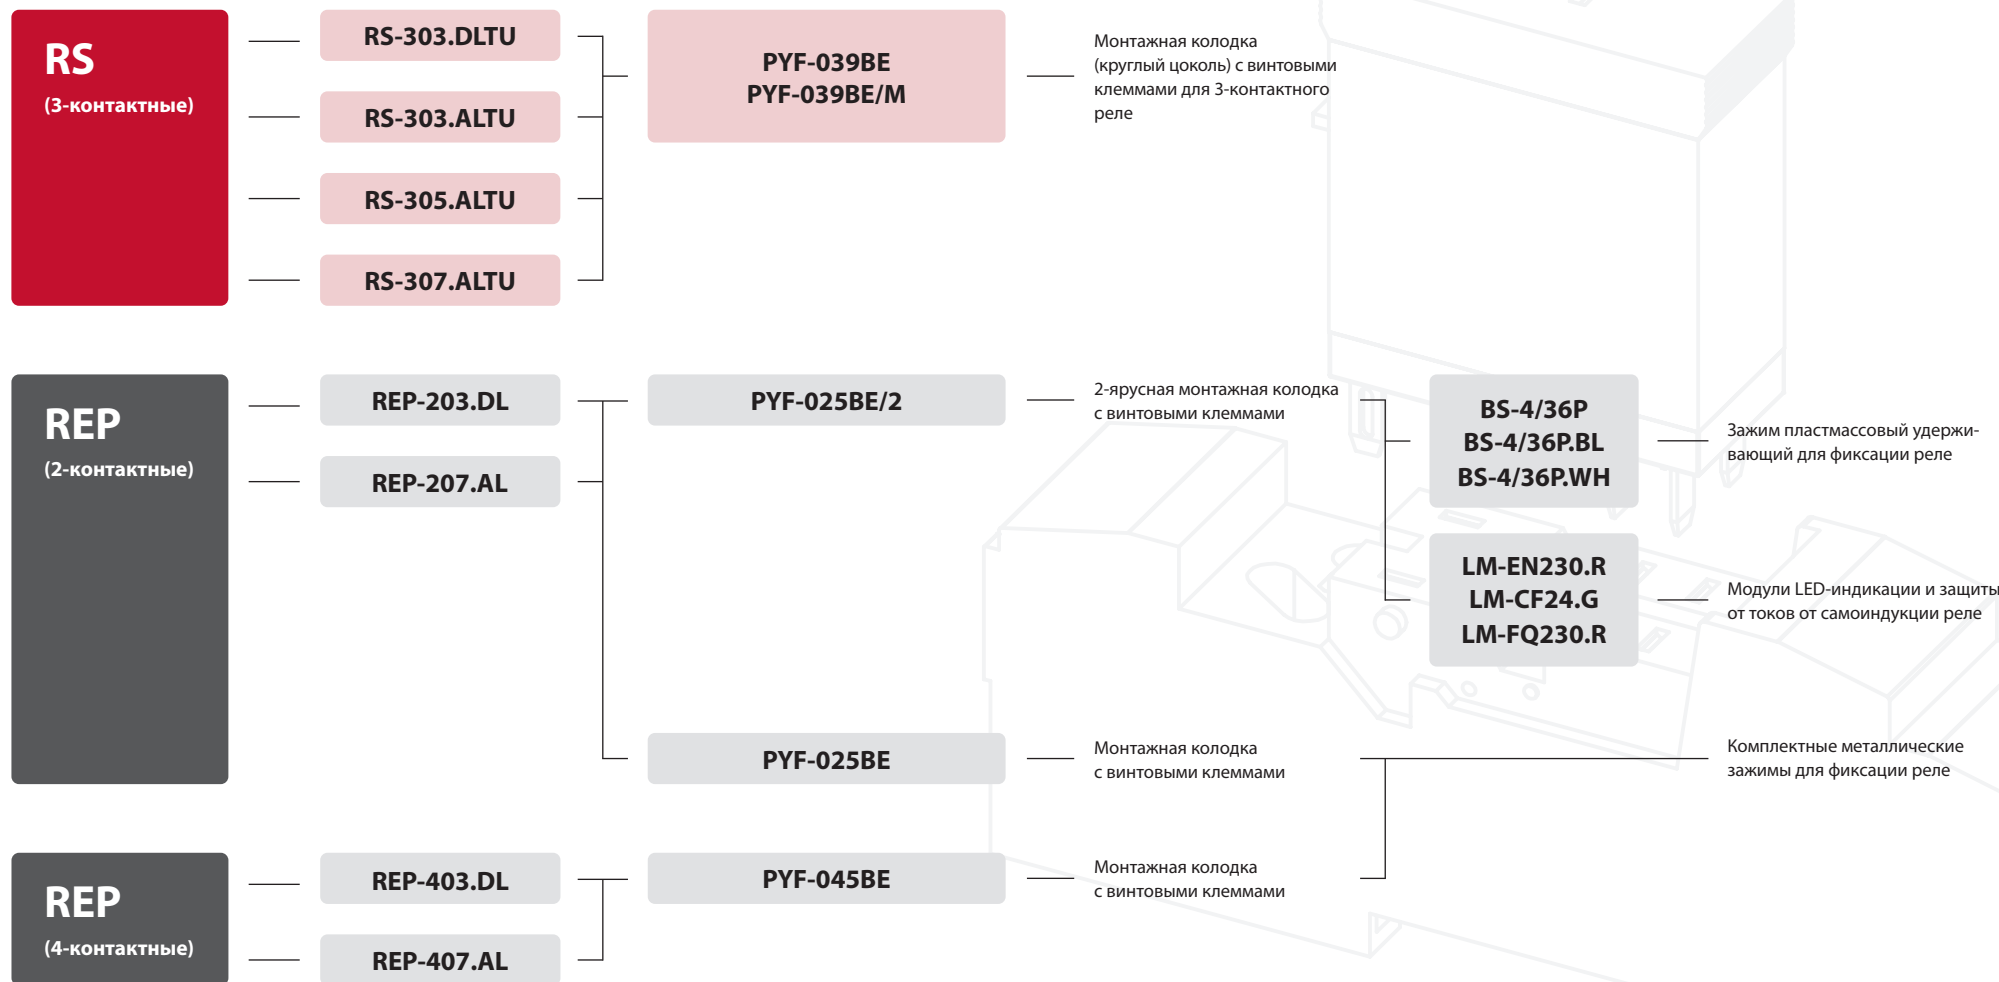 RS
(3-контактные)
RS-303.DLTU
RS-303.ALTU
RS-305.ALTU
RS-307.ALTU
PYF-039BE
PYF-039BE/M
Монтажная колодка
(круглый цоколь) с винтовыми
клеммами для 3-контактного
реле
REP
(2-контактные)
REP-203.DL
REP-207.AL
PYF-025BE/2
2-ярусная монтажная колодка
с винтовыми клеммами
BS-4/36P
BS-4/36P.BL
BS-4/36P.WH
Зажим пластмассовый удержи-
вающий для фиксации реле
LM-EN230.R
LM-CF24.G
LM-FQ230.R
Модули LED-индикации и защиты
от токов от самоиндукции реле
PYF-025BE
Монтажная колодка
с винтовыми клеммами
Комплектные металлические
зажимы для фиксации реле
REP
(4-контактные)
REP-403.DL
REP-407.AL
PYF-045BE
Монтажная колодка
с винтовыми клеммами